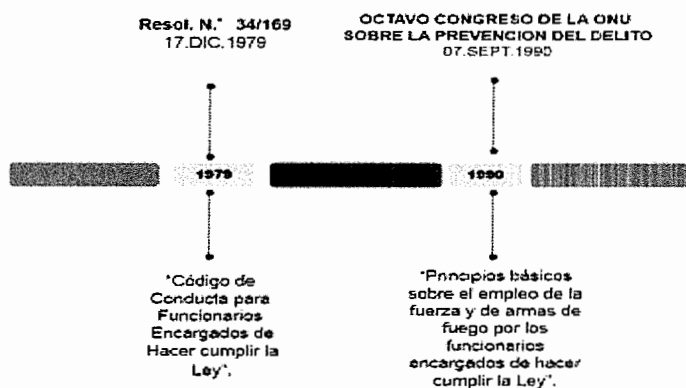 Resol. N.° 34/169
17.DIC.1979
OCTAVO CONGRESO DE LA ONU
SOBRE LA PREVENCION DEL DELITO
07.SEPT.1990
1979
1990
"Código de
Conducta para
Funcionarios
Encargados de
Hacer cumplir la
Ley".
"Principios básicos
sobre el empleo de la
fuerza y de armas de
fuego por los
funcionarios
encargados de hacer
cumplir la Ley".